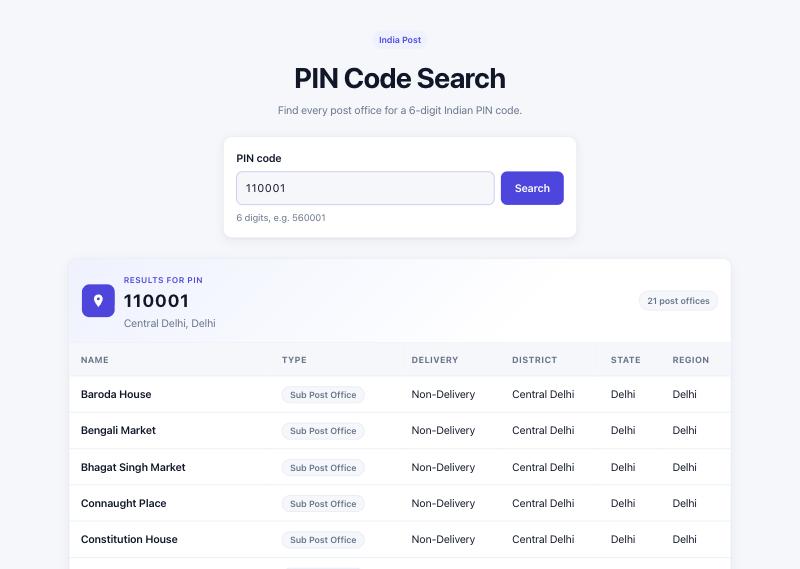 India Post
PIN Code Search
Find every post office for a 6-digit Indian PIN code.
PIN code
110001 Search
6 digits, e.g. 560001
RESULTS FOR PIN
110001
Central Delhi, Delhi
21 post offices
NAME TYPE DELIVERY DISTRICT STATE REGION
Baroda House Sub Post Office Non-Delivery Central Delhi Delhi Delhi
Bengali Market Sub Post Office Non-Delivery Central Delhi Delhi Delhi
Bhagat Singh Market Sub Post Office Non-Delivery Central Delhi Delhi Delhi
Connaught Place Sub Post Office Non-Delivery Central Delhi Delhi Delhi
Constitution House Sub Post Office Non-Delivery Central Delhi Delhi Delhi